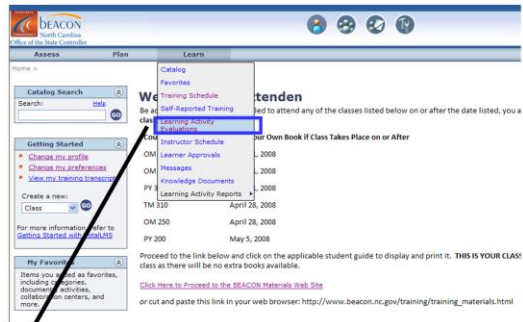 BEACON
North Carolina
Office of the State Controller
Assess Plan Learn
Home >
Catalog Search
Search: Help
GO
Getting Started
Change my profile
Change my preferences
View my training transcript
Create a new:
Class GO
For more information, refer to
Getting Started with TotalLMS
My Favorites
Items you added as favorites,
including categories,
documents, activities,
collaboration centers, and
more.
Catalog
Favorites
Training Schedule
Self-Reported Training
Learning Activity
Evaluations
Instructor Schedule
Learner Approvals
Messages
Knowledge Documents
Learning Activity Reports
We tenden
Be ed to attend any of the classes listed below on or after the date listed, you a
clas
Cou ur Own Book if Class Takes Place on or After
OM , 2008
OM , 2008
PY 3 , 2008
TM 310 April 28, 2008
OM 250 April 28, 2008
PY 200 May 5, 2008
Proceed to the link below and click on the applicable student guide to display and print it. THIS IS YOUR CLASS
class as there will be no extra books available.
Click Here to Proceed to the BEACON Materials Web Site
or cut and paste this link in your web browser: http://www.beacon.nc.gov/training/training_materials.html